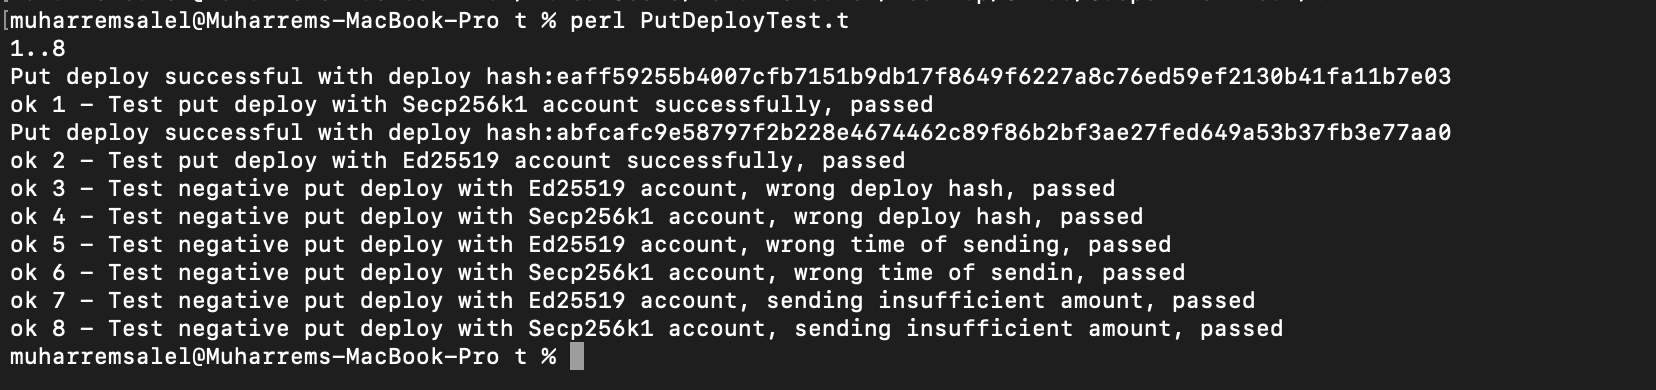 [muharremsalel@Muharrems-MacBook-Pro t % perl PutDeployTest.t
1..8
Put deploy successful with deploy hash:eaff59255b4007cfb7151b9db17f8649f6227a8c76ed59ef2130b41fa11b7e03
ok 1 - Test put deploy with Secp256k1 account successfully, passed
Put deploy successful with deploy hash:abfcafc9e58797f2b228e4674462c89f86b2bf3ae27fed649a53b37fb3e77aa0
ok 2 - Test put deploy with Ed25519 account successfully, passed
ok 3 - Test negative put deploy with Ed25519 account, wrong deploy hash, passed
ok 4 - Test negative put deploy with Secp256k1 account, wrong deploy hash, passed
ok 5 - Test negative put deploy with Ed25519 account, wrong time of sending, passed
ok 6 - Test negative put deploy with Secp256k1 account, wrong time of sendin, passed
ok 7 - Test negative put deploy with Ed25519 account, sending insufficient amount, passed
ok 8 - Test negative put deploy with Secp256k1 account, sending insufficient amount, passed
muharremsalel@Muharrems-MacBook-Pro t %